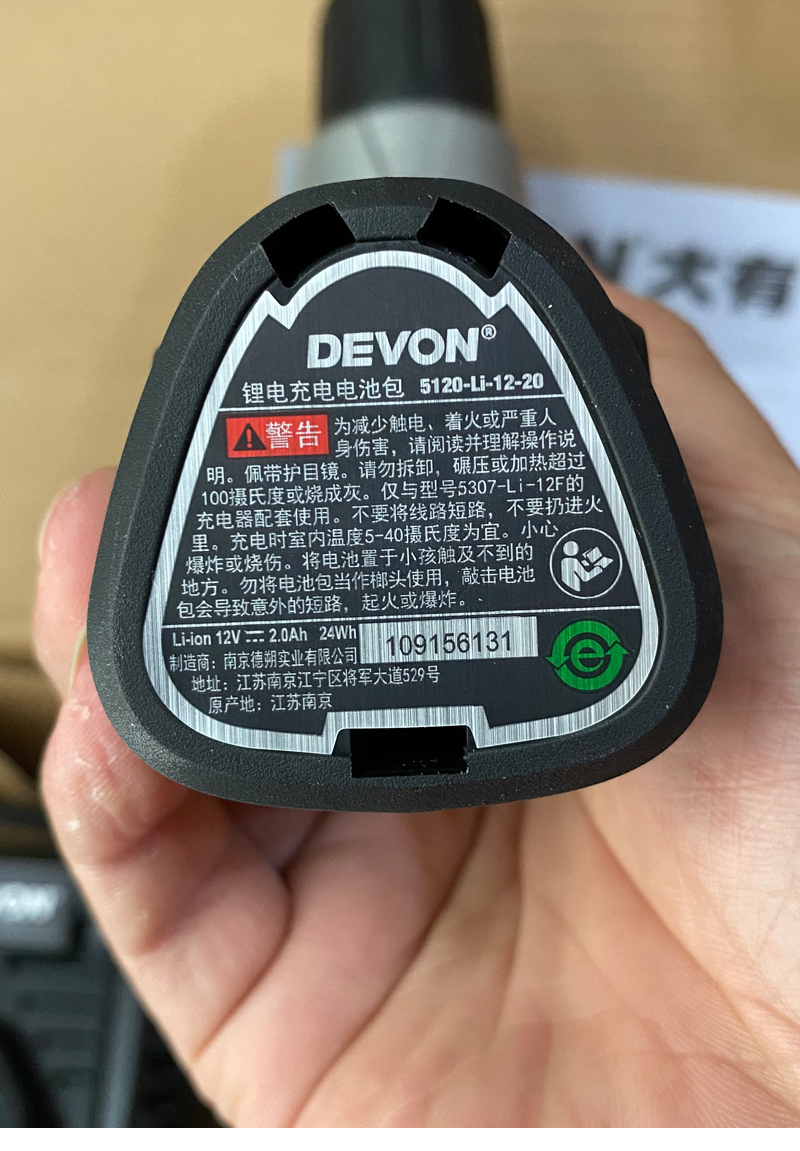 大有
DEVON®
锂电充电电池包 5120-Li-12-20
警告 为减少触电、着火或严重人
身伤害，请阅读并理解操作说
明。佩带护目镜。请勿拆卸，碾压或加热超过
100摄氏度或烧成灰。仅与型号5307-Li-12F的
充电器配套使用。不要将线路短路，不要扔进火
里。充电时室内温度5-40摄氏度为宜。小心
爆炸或烧伤。将电池置于小孩触及不到的
地方。勿将电池包当作榔头使用，敲击电池
包会导致意外的短路，起火或爆炸。
Li-ion 12V 2.0Ah 24Wh 109156131
制造商：南京德朔实业有限公司
地址：江苏南京江宁区将军大道529号
原产地：江苏南京